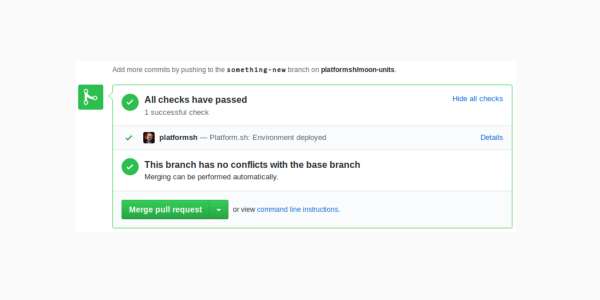 Add more commits by pushing to the something-new branch on platformsh/moon-units.
All checks have passed
Hide all checks
1 successful check
platformsh — Platform.sh: Environment deployed
Details
This branch has no conflicts with the base branch
Merging can be performed automatically.
Merge pull request
or view command line instructions.